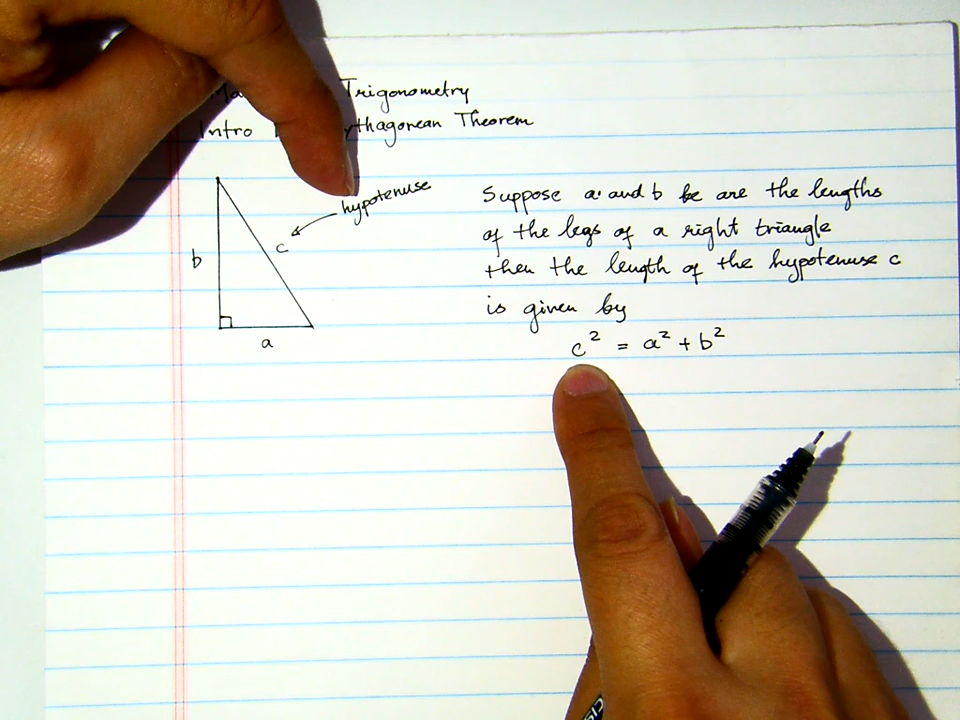 Trigonometry
Intro ythagorean Theorem
hypotenuse
c
b
a
Suppose a and b be are the lengths
of the legs of a right triangle
then the length of the hypotenuse c
is given by
c² = a² + b²